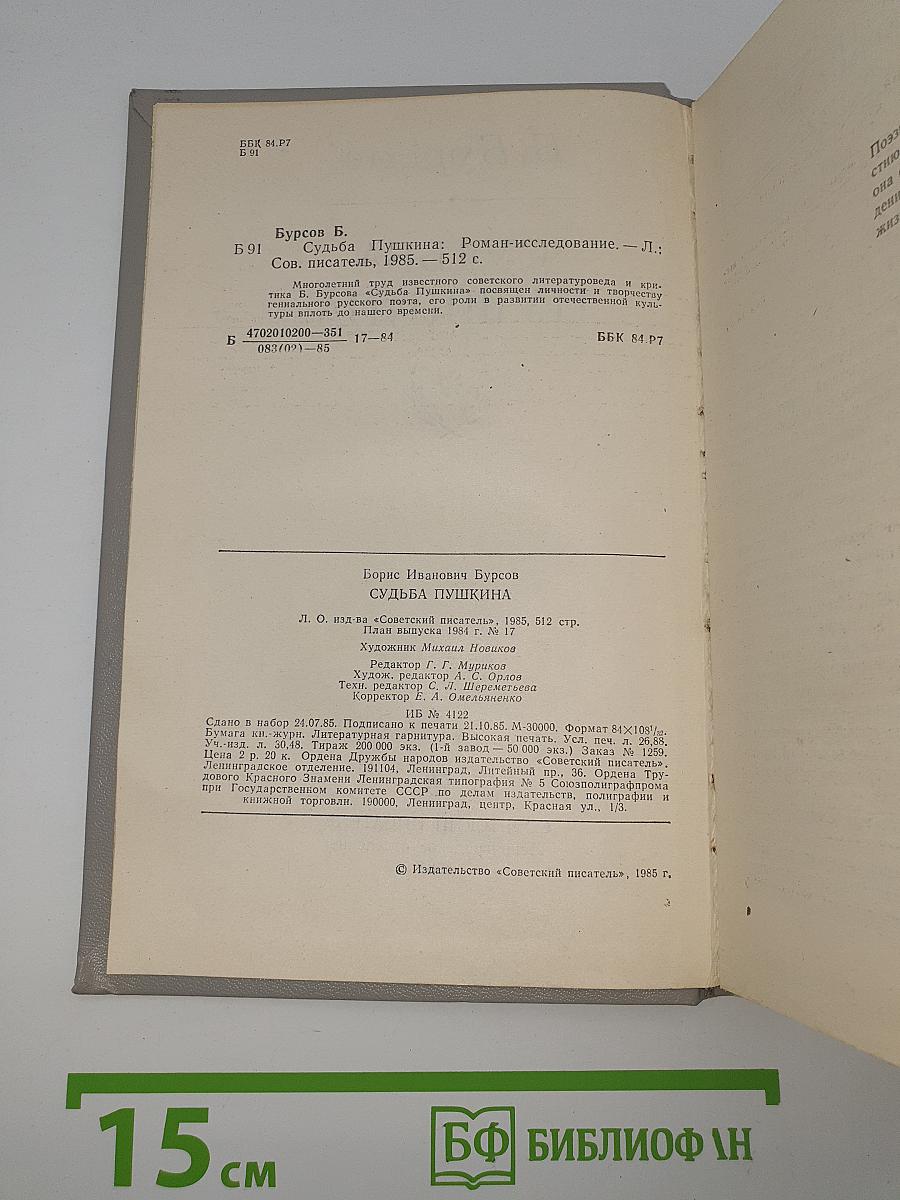 ББК 84.Р7
Б 91
Бурсов Б.
Б 91 Судьба Пушкина: Роман-исследование. — Л.:
Сов. писатель, 1985. — 512 с.
Многолетний труд известного советского литературоведа и кри-
тика Б. Бурсова «Судьба Пушкина» посвящен личности и творчеству
гениального русского поэта, его роли в развитии отечественной куль-
туры вплоть до нашего времени.
Б 4702010200—351 17—84 ББК 84.Р7
083(02)—85
Борис Иванович Бурсов
СУДЬБА ПУШКИНА
Л. О. изд-ва «Советский писатель», 1985, 512 стр.
План выпуска 1984 г. № 17
Художник Михаил Новиков
Редактор Г. Г. Муриков
Худож. редактор А. С. Орлов
Техн. редактор С. Л. Шереметьева
Корректор Е. А. Омельяненко
ИБ № 4122
Сдано в набор 24.07.85. Подписано к печати 21.10.85. М-30000. Формат 84×108¹/₃₂.
Бумага кн.-журн. Литературная гарнитура. Высокая печать. Усл. печ. л. 26,88.
Уч.-изд. л. 30,48. Тираж 200 000 экз. (1-й завод — 50 000 экз.) Заказ № 1259.
Цена 2 р. 20 к. Ордена Дружбы народов издательство «Советский писатель».
Ленинградское отделение. 191104, Ленинград, Литейный пр., 36. Ордена Тру-
дового Красного Знамени Ленинградская типография № 5 Союзполиграфпрома
при Государственном комитете СССР по делам издательств, полиграфии и
книжной торговли. 190000, Ленинград, центр, Красная ул., 1/3.
© Издательство «Советский писатель», 1985 г.
Поэз
стию
она
дени
жиз
15 см
БФ БИБЛИОФ